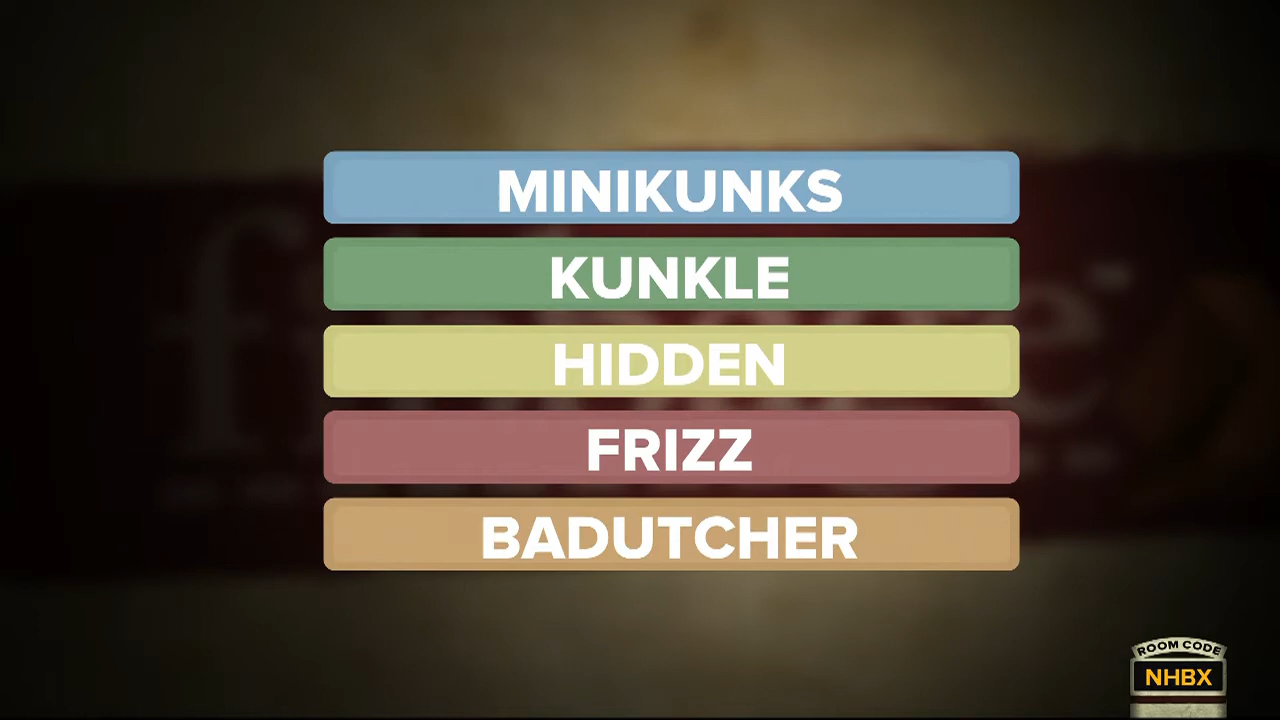 MINIKUNKS
KUNKLE
HIDDEN
FRIZZ
BADUTCHER
ROOM CODE
NHBX